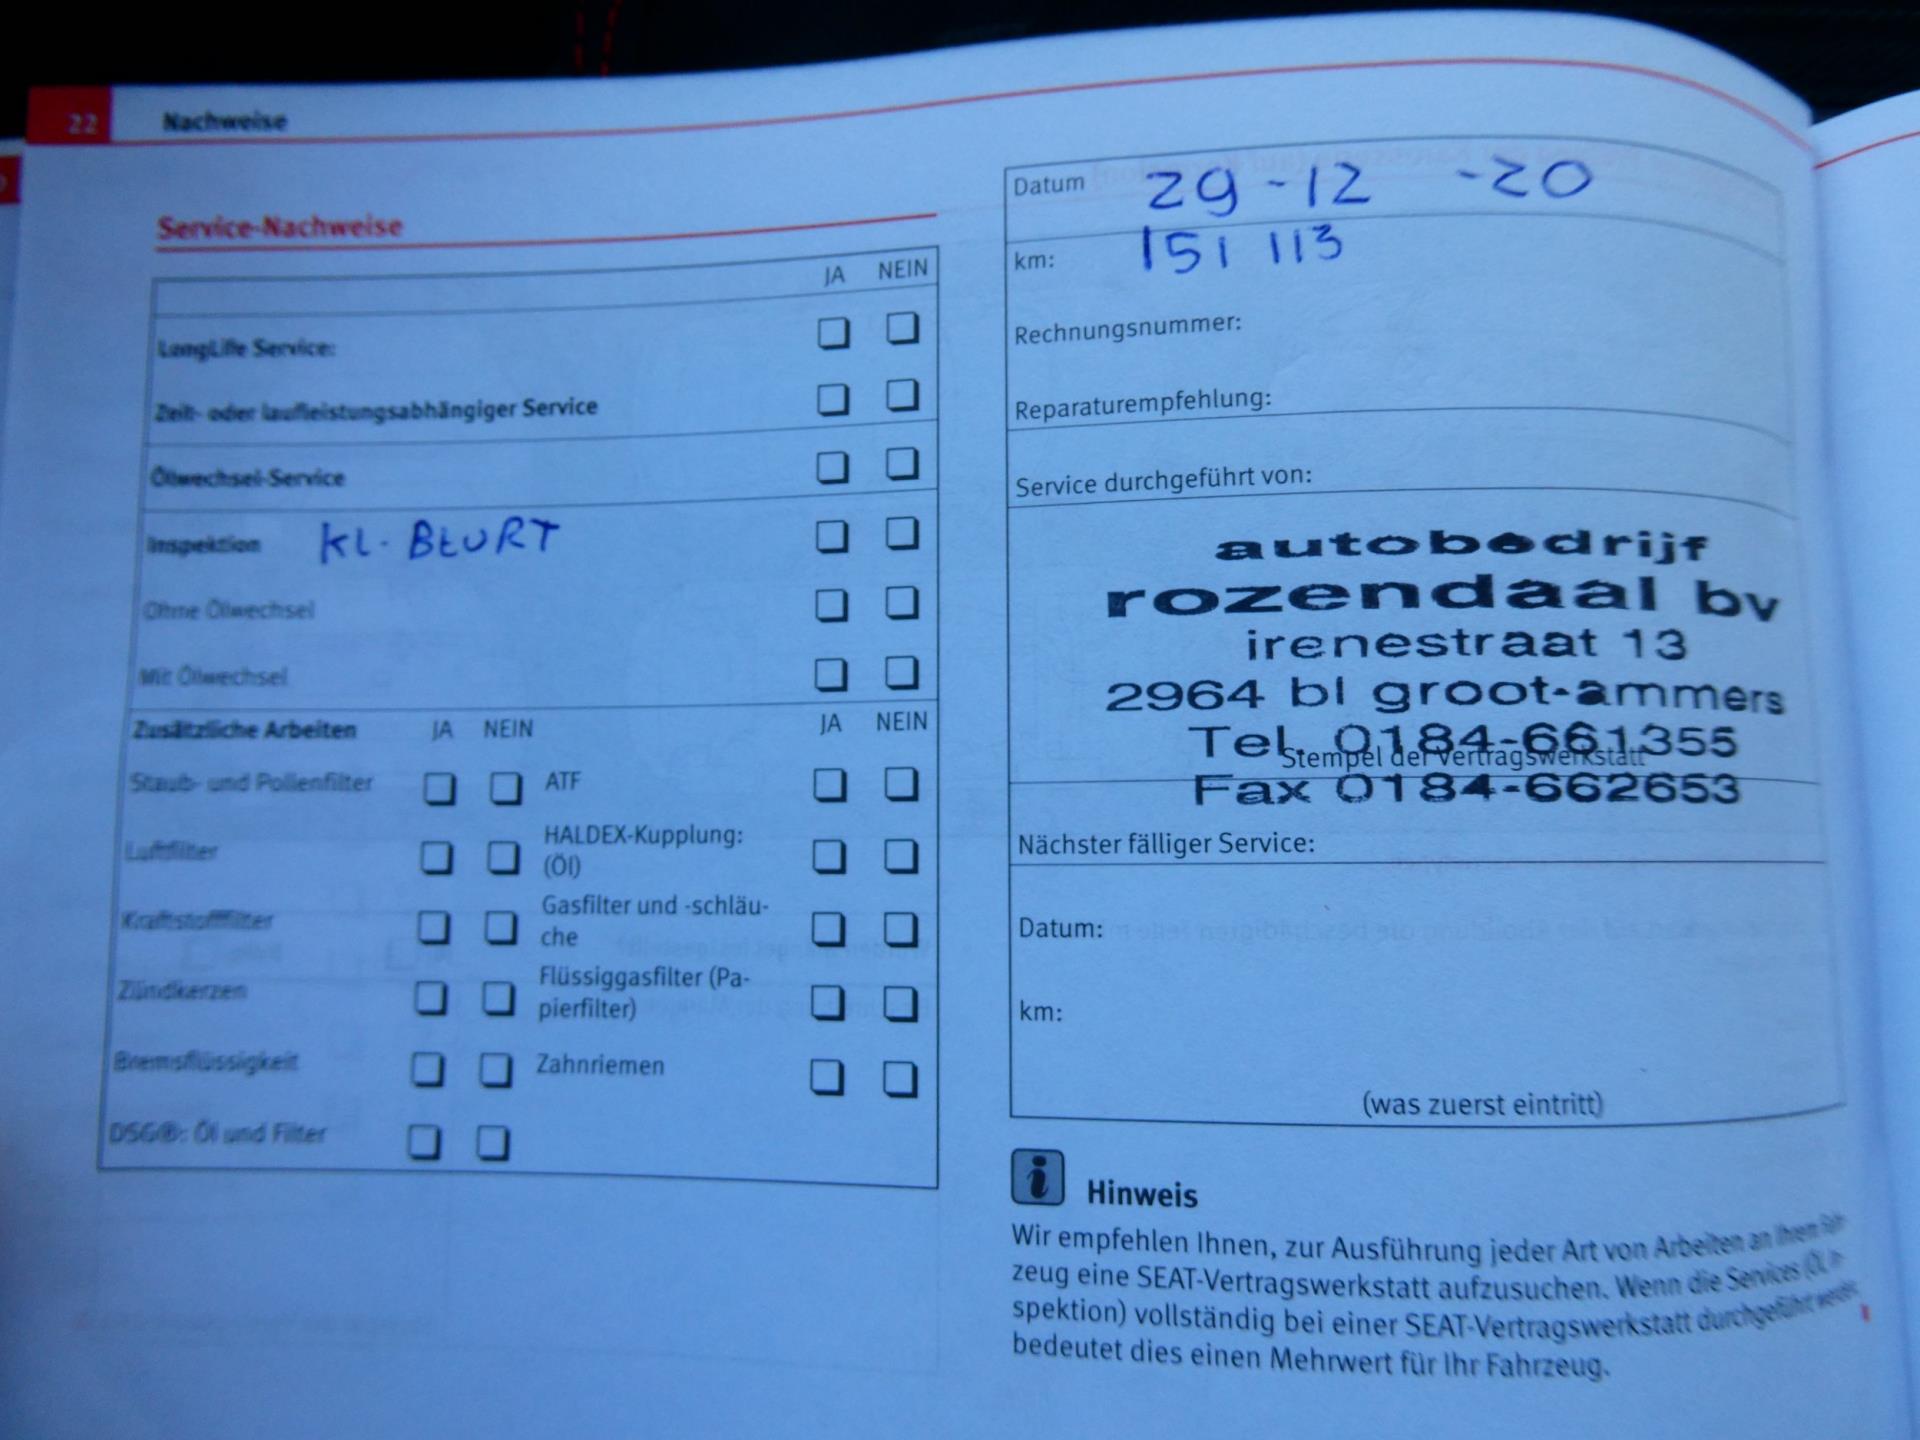 22 Nachweise
Service-Nachweise
JA NEIN
LongLife Service:
Zeit- oder laufleistungsabhängiger Service
Ölwechsel-Service
Inspektion KL. BEURT
Ohne Ölwechsel
Mit Ölwechsel
Zusätzliche Arbeiten JA NEIN JA NEIN
Staub- und Pollenfilter ATF
Luftfilter HALDEX-Kupplung:
(Öl)
Kraftstofffilter Gasfilter und -schläu-
che
Zündkerzen Flüssiggasfilter (Pa-
pierfilter)
Bremsflüssigkeit Zahnriemen
DSG®: Öl und Filter
Datum 29-12 -20
km: 151 113
Rechnungsnummer:
Reparaturempfehlung:
Service durchgeführt von:
autobedrijf
rozendaal bv
irenestraat 13
2964 bl groot-ammers
Tel. 0184-661355
Stempel der Vertragswerkstatt
Fax 0184-662653
Nächster fälliger Service:
Datum:
km:
(was zuerst eintritt)
Hinweis
Wir empfehlen Ihnen, zur Ausführung jeder Art von Arbeiten an Ihrem Fahr-
zeug eine SEAT-Vertragswerkstatt aufzusuchen. Wenn die Services (Öl, In-
spektion) vollständig bei einer SEAT-Vertragswerkstatt durchgeführt werden,
bedeutet dies einen Mehrwert für Ihr Fahrzeug.